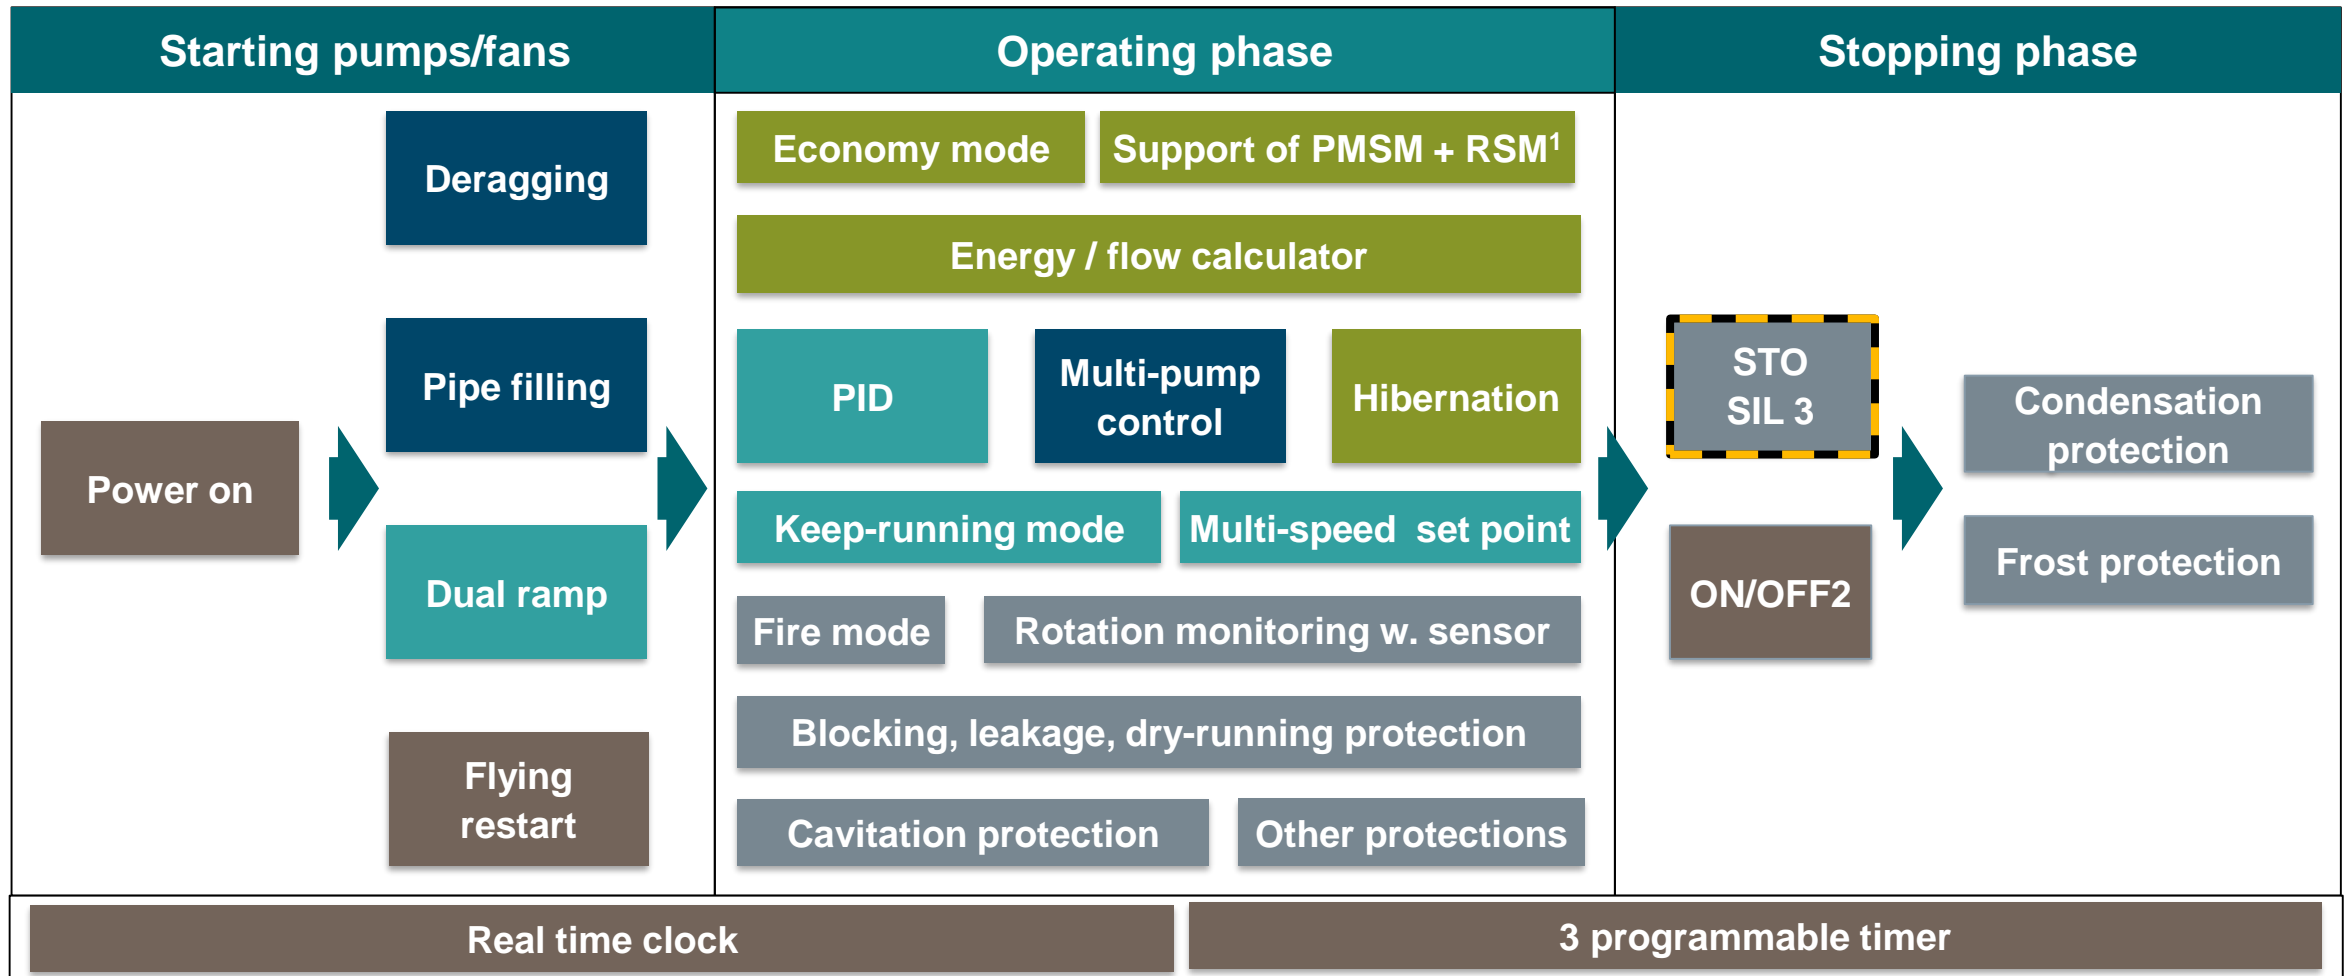 Starting pumps/fans
Operating phase
Stopping phase
Power on
Deragging
Pipe filling
Dual ramp
Flying
restart
Economy mode
Support of PMSM + RSM¹
Energy / flow calculator
PID
Multi-pump
control
Hibernation
Keep-running mode
Multi-speed set point
Fire mode
Rotation monitoring w. sensor
Blocking, leakage, dry-running protection
Cavitation protection
Other protections
STO
SIL 3
ON/OFF2
Condensation
protection
Frost protection
Real time clock
3 programmable timer